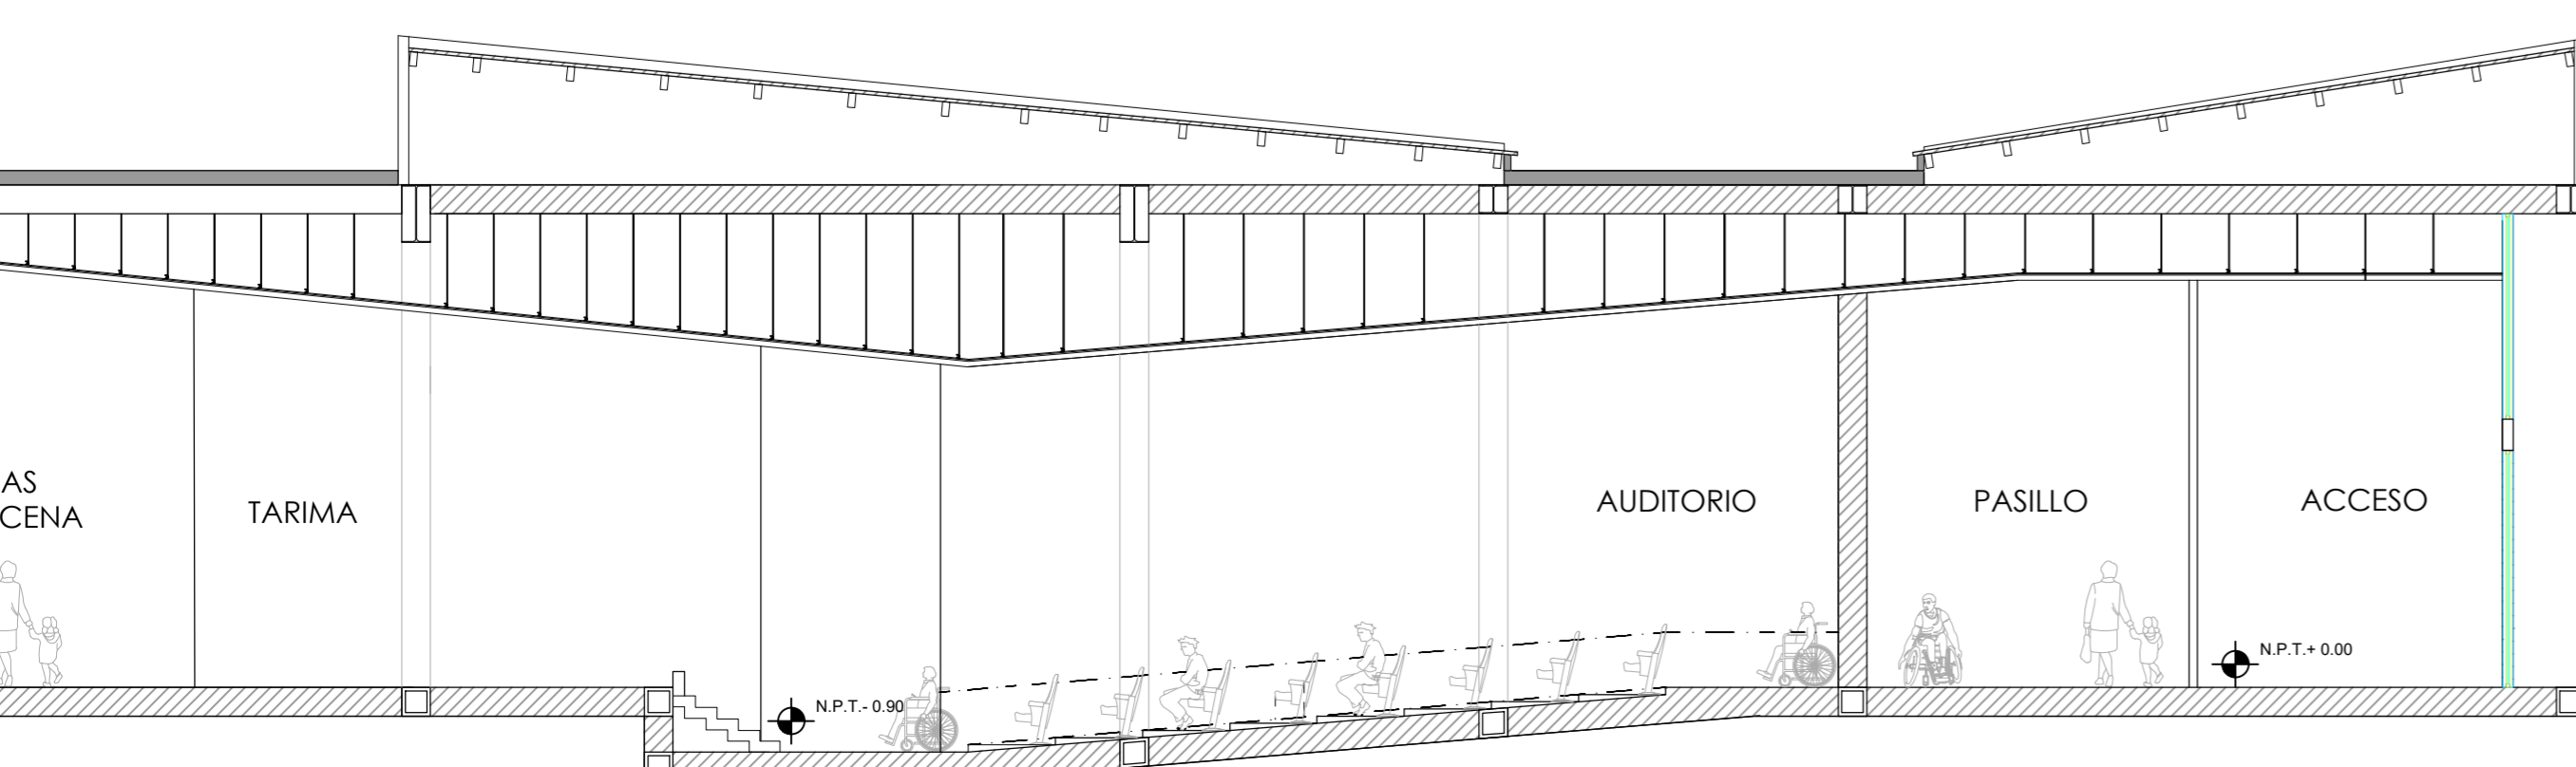 AS
CENA
TARIMA
N.P.T.- 0.90
AUDITORIO
PASILLO
ACCESO
N.P.T.+ 0.00